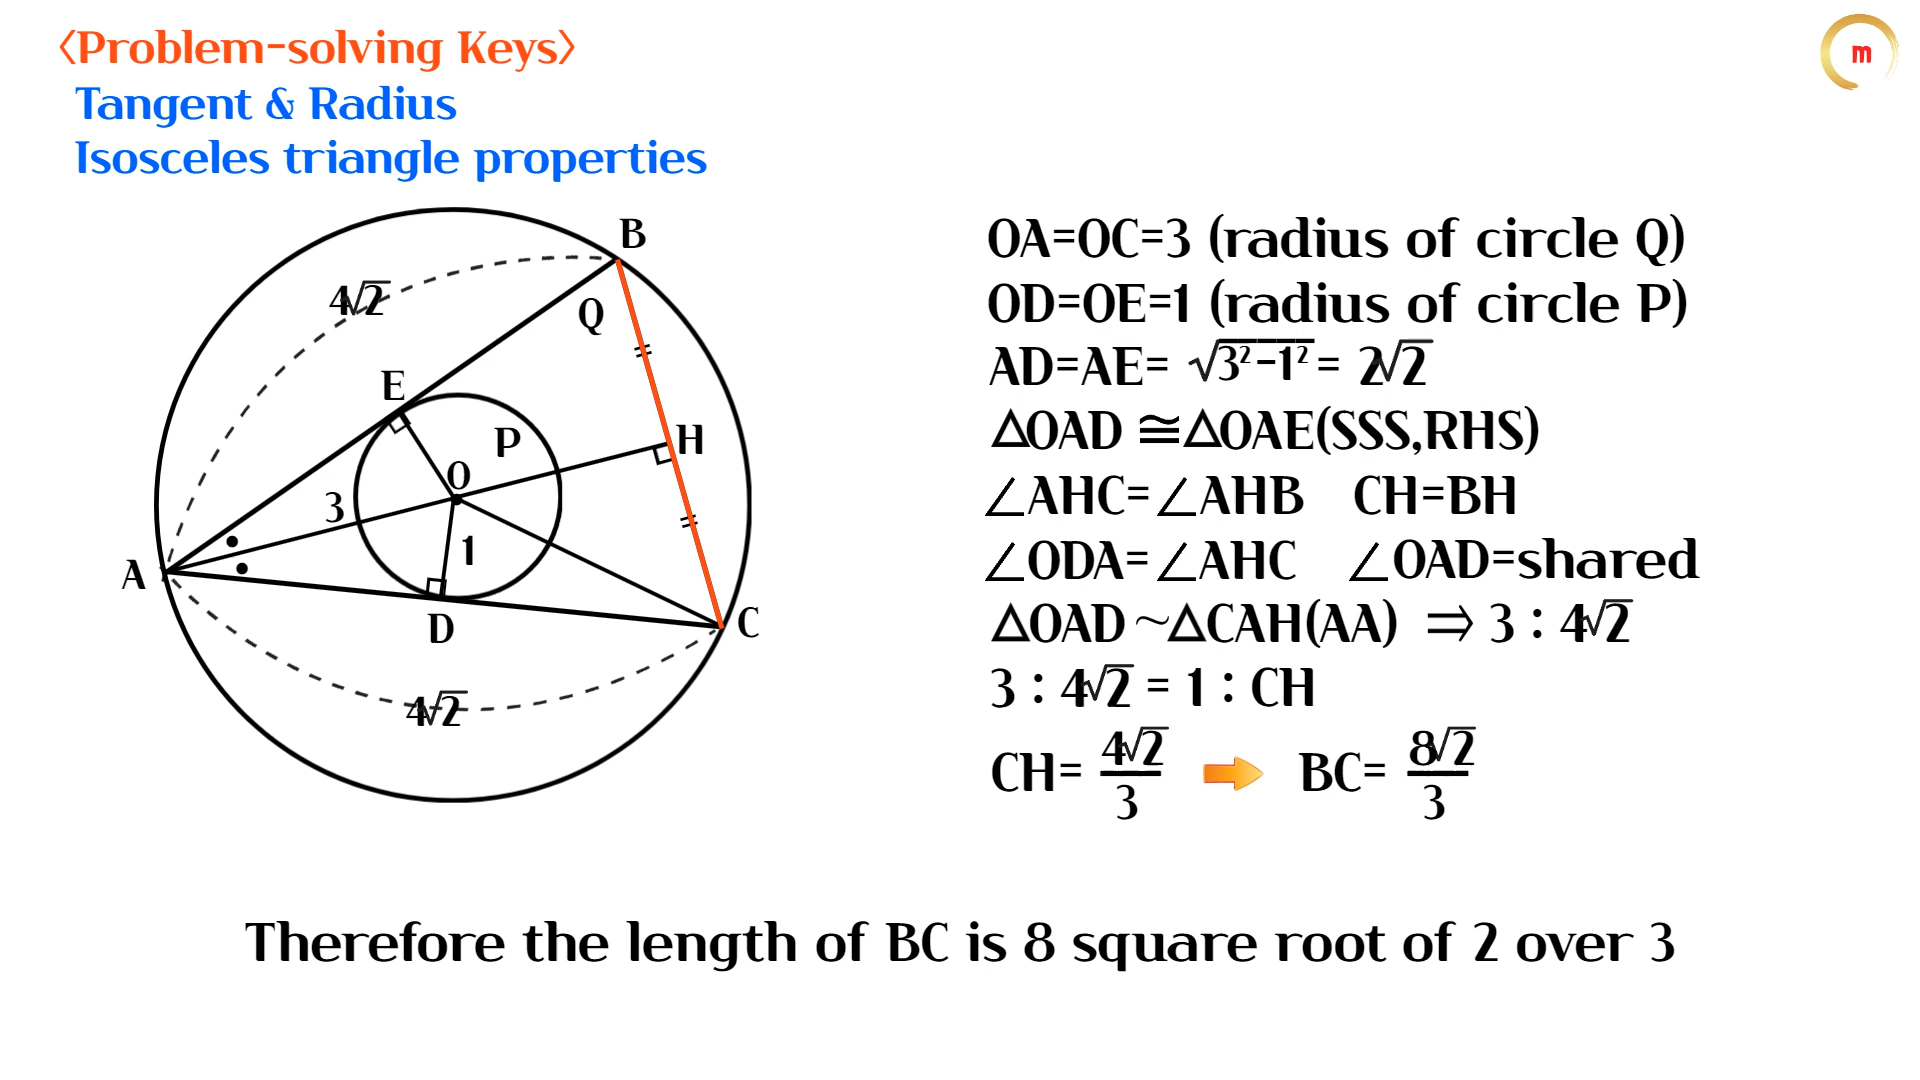 <Problem-solving Keys>
Tangent & Radius
Isosceles triangle properties
m
B
4√2
Q
E
P
H
O
3
1
A
D
C
4√2
OA=OC=3 (radius of circle Q)
OD=OE=1 (radius of circle P)
AD=AE= √3²-1² = 2√2
△OAD ≅△OAE(SSS,RHS)
∠AHC=∠AHB CH=BH
∠ODA=∠AHC ∠OAD=shared
△OAD ~△CAH(AA) ⇒ 3 : 4√2
3 : 4√2 = 1 : CH
CH= 4√2/3 ➡ BC= 8√2/3
Therefore the length of BC is 8 square root of 2 over 3